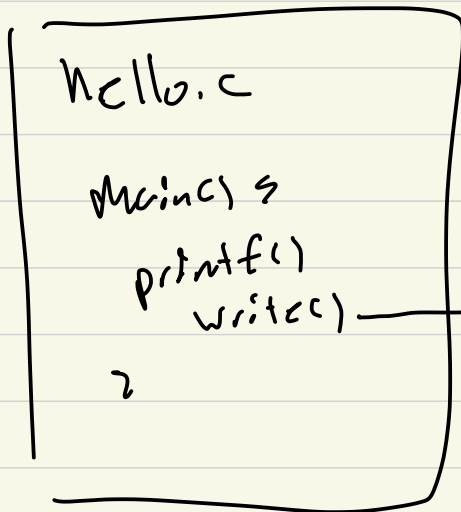 hello.c
main() {
printf()
write()
}